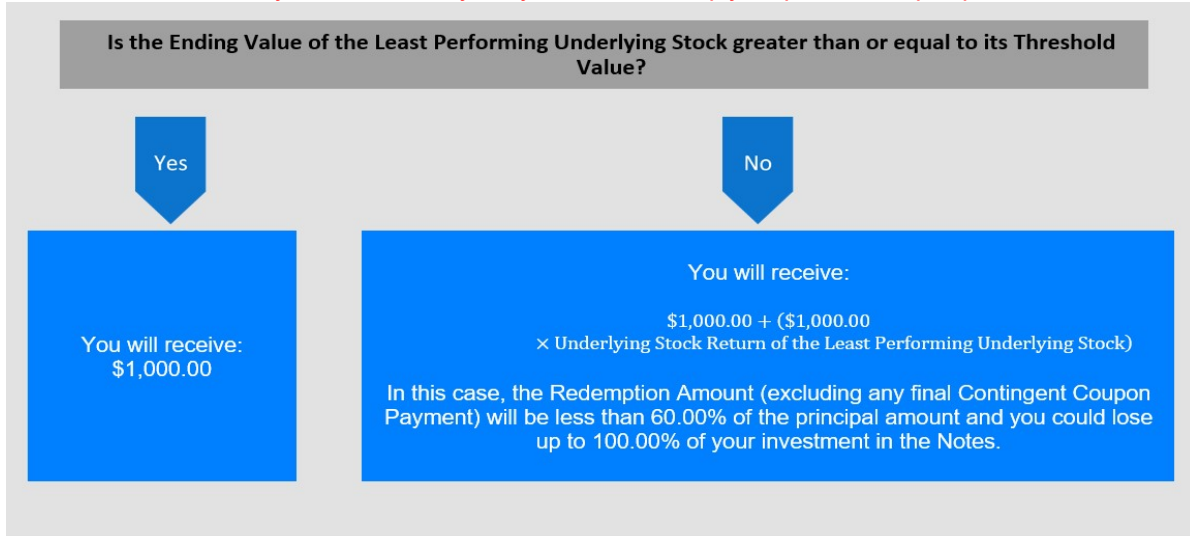 Is the Ending Value of the Least Performing Underlying Stock greater than or equal to its Threshold
Value?
Yes
No
You will receive:
$1,000.00
You will receive:
$1,000.00 + ($1,000.00
× Underlying Stock Return of the Least Performing Underlying Stock)
In this case, the Redemption Amount (excluding any final Contingent Coupon
Payment) will be less than 60.00% of the principal amount and you could lose
up to 100.00% of your investment in the Notes.